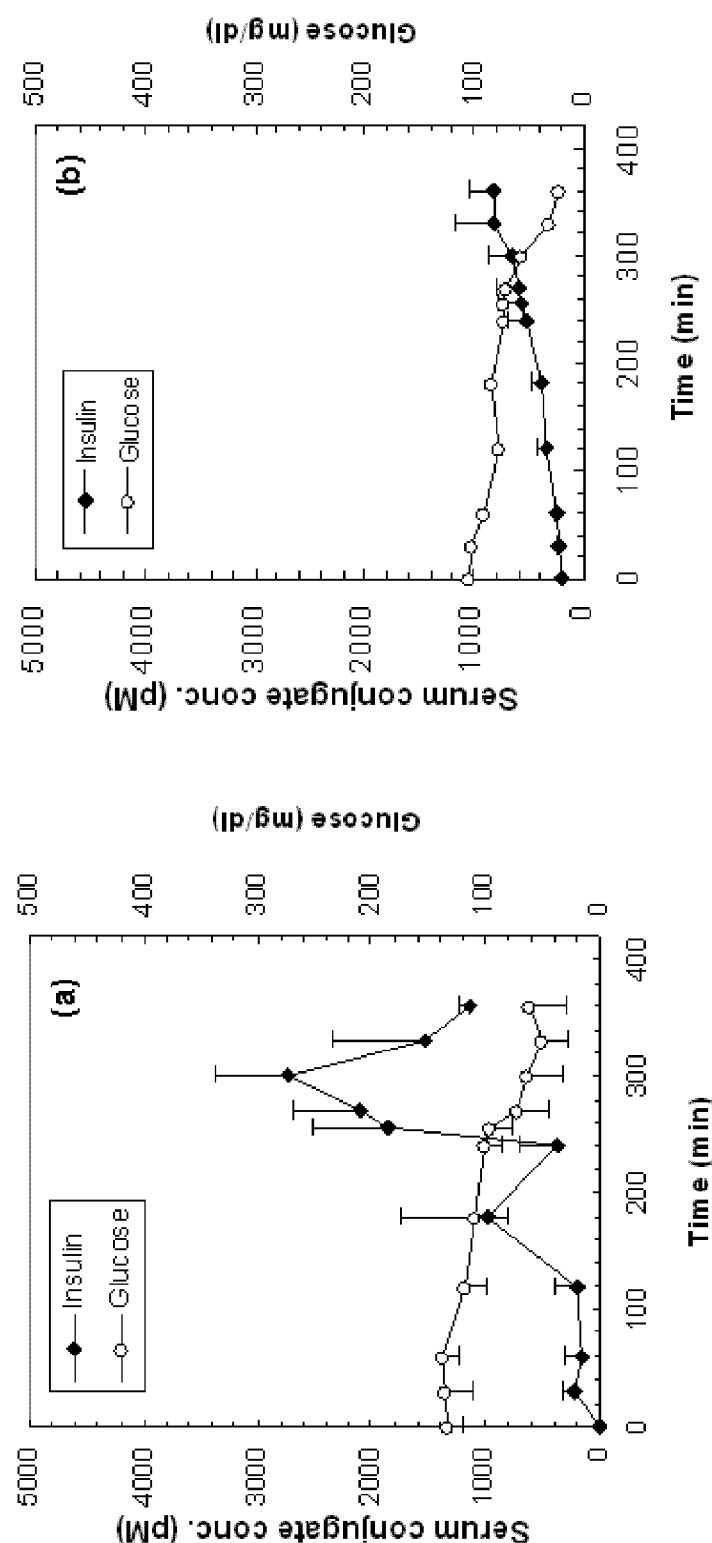 (a)
Insulin
Glucose
Serum conjugate conc. (pM)
5000
4000
3000
2000
1000
0
0 100 200 300 400
Time (min)
500
400
300
200
100
0
Glucose (mg/dl)
(b)
Insulin
Glucose
Serum conjugate conc. (pM)
5000
4000
3000
2000
1000
0
0 100 200 300 400
Time (min)
500
400
300
200
100
0
Glucose (mg/dl)